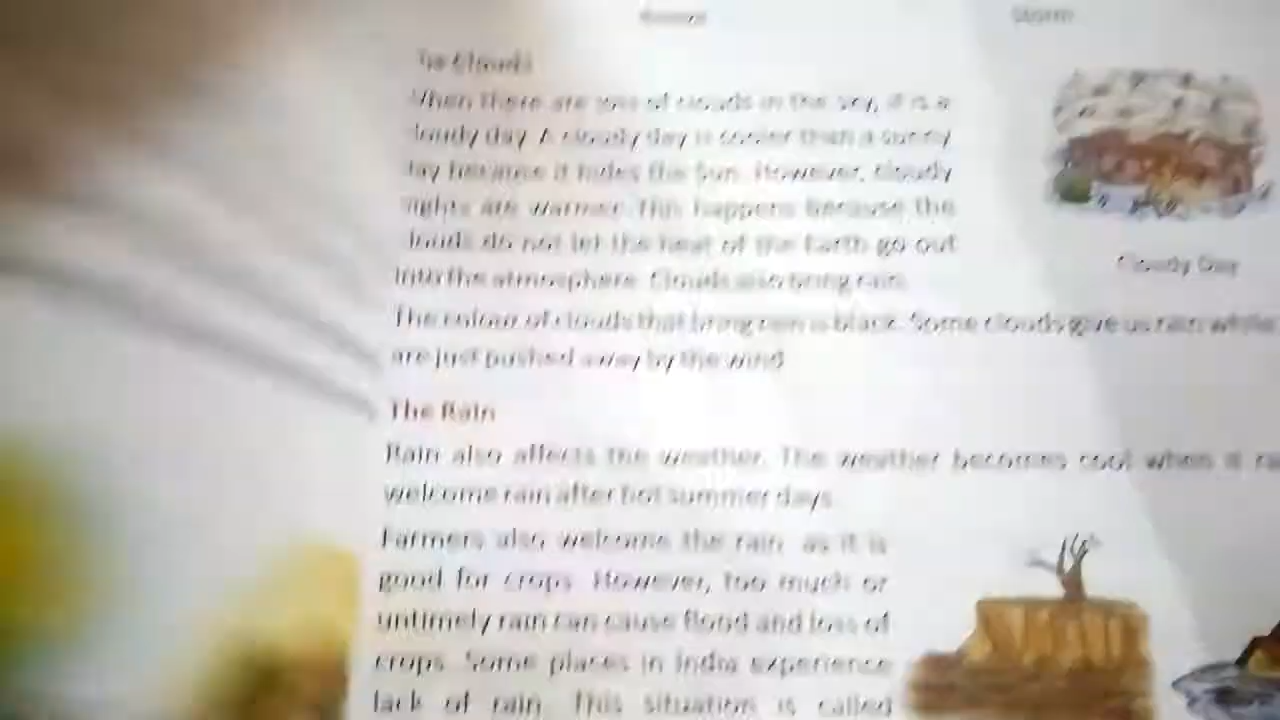 Storm
The Clouds
When there are lots of clouds in the sky, it is a
cloudy day. A cloudy day is cooler than a sunny
day because it hides the Sun. However, cloudy
nights are warmer. This happens because the
clouds do not let the heat of the Earth go out
into the atmosphere. Clouds also bring rain.
Cloudy Day
The colour of clouds that bring rain is black. Some clouds give us rain while
are just pushed away by the wind.
The Rain
Rain also affects the weather. The weather becomes cool when it
welcome rain after hot summer days.
Farmers also welcome the rain, as it is
good for crops. However, too much or
untimely rain can cause flood and loss of
crops. Some places in India experience
lack of rain. This situation is called